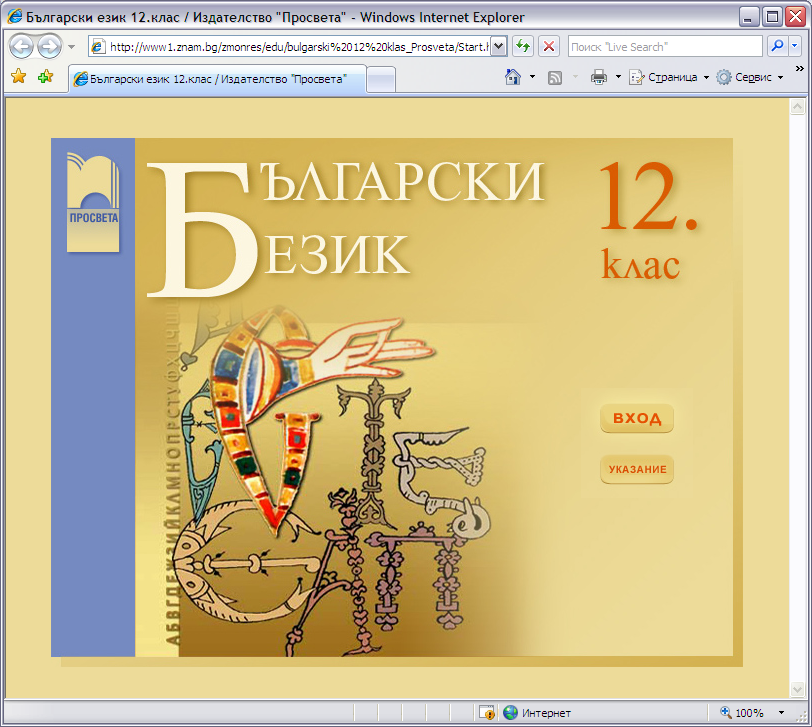 Български език 12.клас / Издателство "Просвета" - Windows Internet Explorer
http://www1.znam.bg/zmonres/edu/bulgarski%2012%20klas_Prosveta/Start.
Поиск "Live Search"
Български език 12.клас / Издателство "Просвета"
Страница
Сервис
ПРОСВЕТА
БЪЛГАРСКИ
ЕЗИК
12.
клас
ВХОД
УКАЗАНИЕ
АБВГДЕЖЗИЙКЛМНОПРСТУФХЦЧШЩ
Интернет
100%